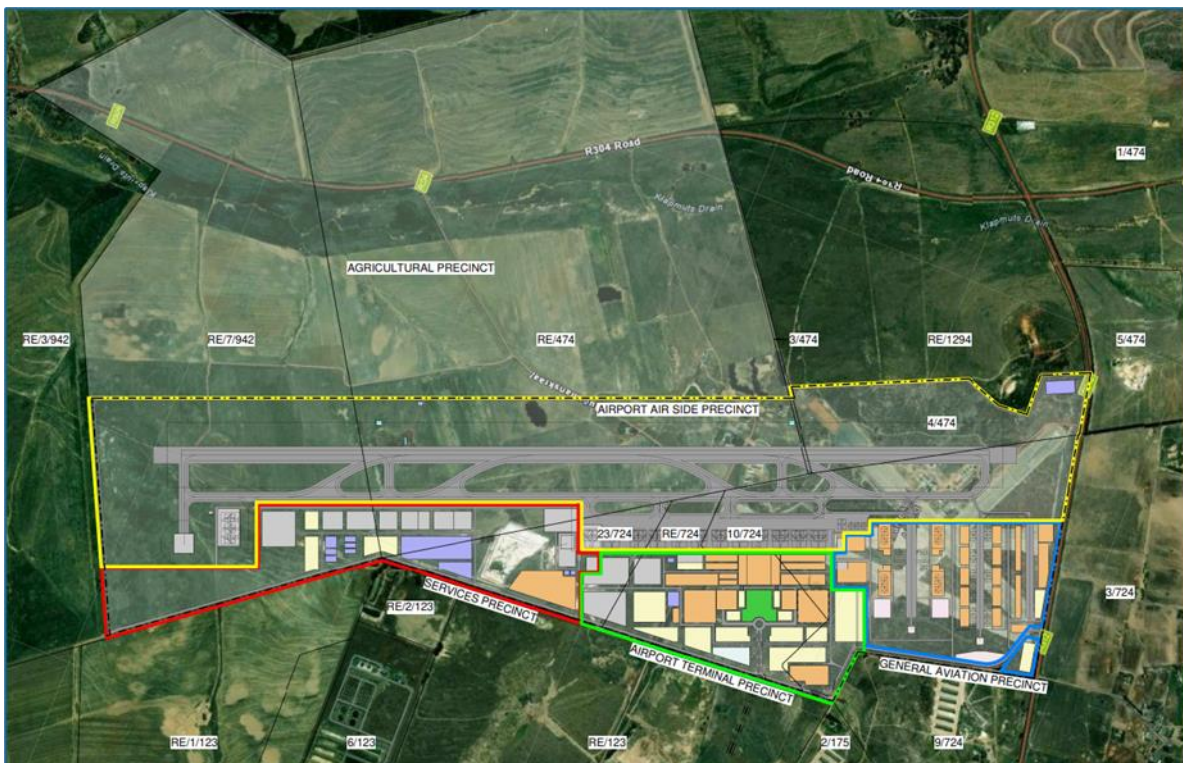 R304 Road
R304 Road
1/474
Klapmuts Drain
Klapmuts Drain
AGRICULTURAL PRECINCT
RE/3/942
RE/7/942
RE/474
3/474
RE/1294
5/474
AIRPORT AIR SIDE PRECINCT
4/474
23/724
RE/724
10/724
SERVICES PRECINCT
RE/2/123
3/724
AIRPORT TERMINAL PRECINCT
GENERAL AVIATION PRECINCT
RE/1/123
6/123
RE/123
2/175
9/724